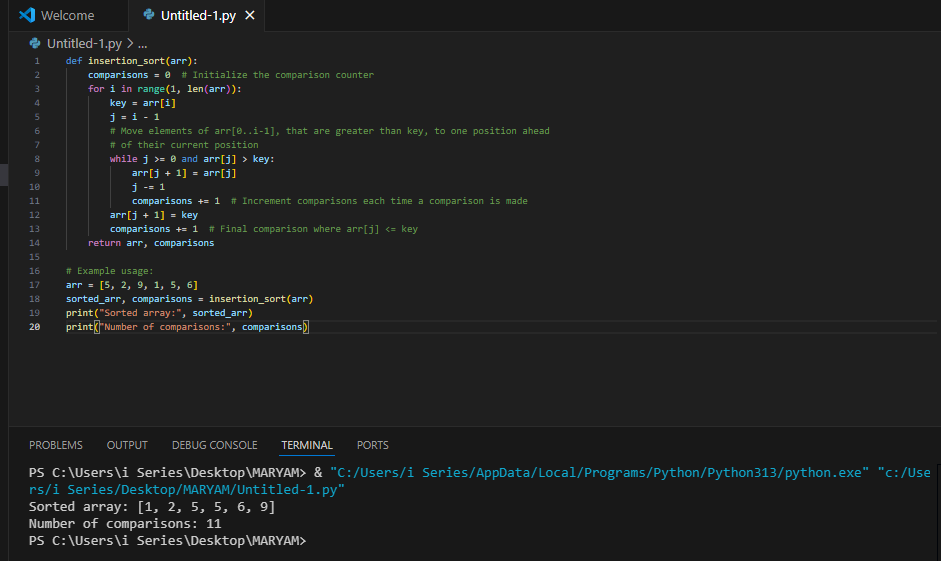 Welcome
Untitled-1.py ×
Untitled-1.py > ...
1 def insertion_sort(arr):
2     comparisons = 0  # Initialize the comparison counter
3     for i in range(1, len(arr)):
4         key = arr[i]
5         j = i - 1
6         # Move elements of arr[0..i-1], that are greater than key, to one position ahead
7         # of their current position
8         while j >= 0 and arr[j] > key:
9             arr[j + 1] = arr[j]
10             j -= 1
11             comparisons += 1  # Increment comparisons each time a comparison is made
12         arr[j + 1] = key
13         comparisons += 1  # Final comparison where arr[j] <= key
14     return arr, comparisons
15
16 # Example usage:
17 arr = [5, 2, 9, 1, 5, 6]
18 sorted_arr, comparisons = insertion_sort(arr)
19 print("Sorted array:", sorted_arr)
20 print("Number of comparisons:", comparisons)
PROBLEMS OUTPUT DEBUG CONSOLE TERMINAL PORTS
PS C:\Users\i Series\Desktop\MARYAM> & "C:/Users/i Series/AppData/Local/Programs/Python/Python313/python.exe" "c:/Use
rs/i Series/Desktop/MARYAM/Untitled-1.py"
Sorted array: [1, 2, 5, 5, 6, 9]
Number of comparisons: 11
PS C:\Users\i Series\Desktop\MARYAM>